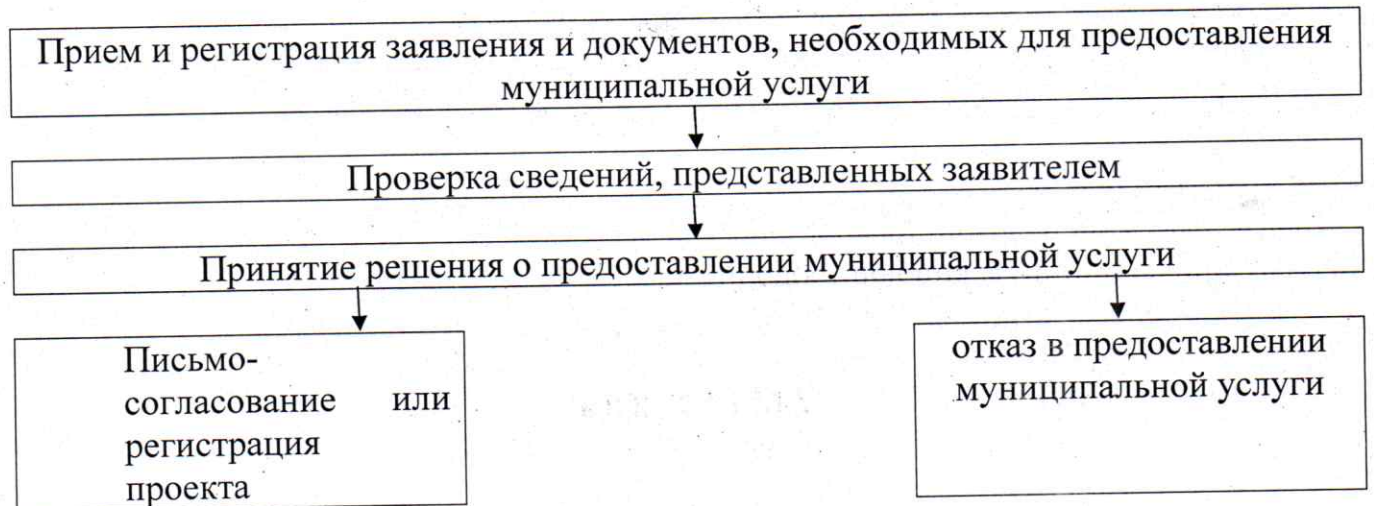 Прием и регистрация заявления и документов, необходимых для предоставления
муниципальной услуги
Проверка сведений, представленных заявителем
Принятие решения о предоставлении муниципальной услуги
Письмо-
согласование или
регистрация
проекта
отказ в предоставлении
муниципальной услуги